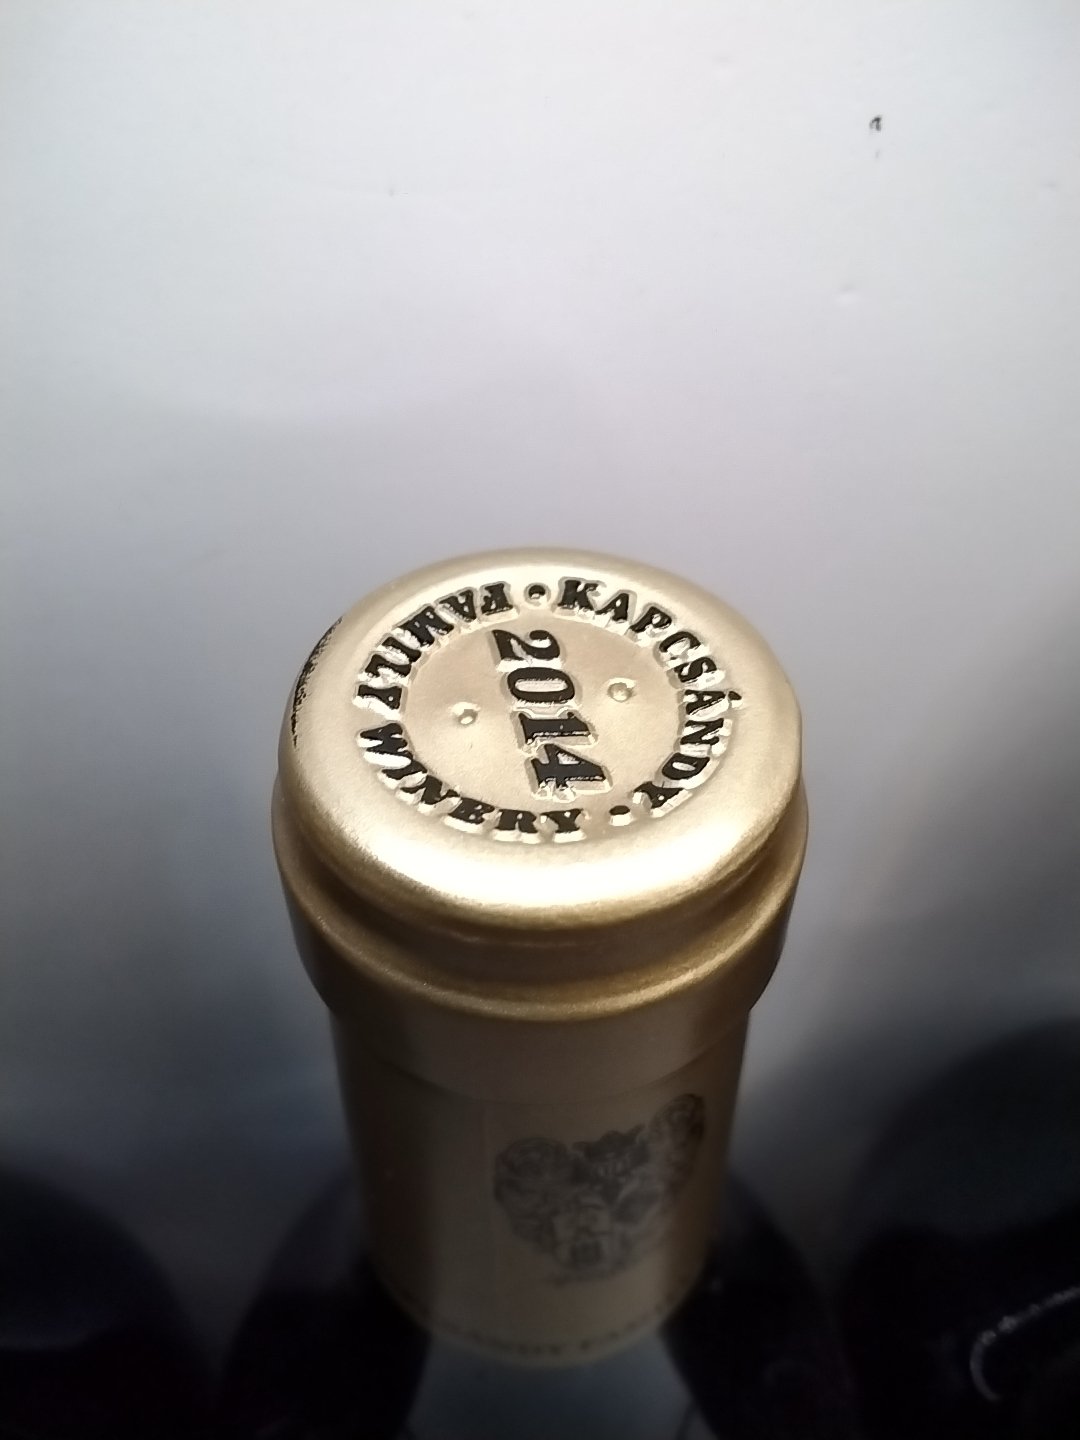 KAPCSÁNDY • FAMILY WINERY •
2014